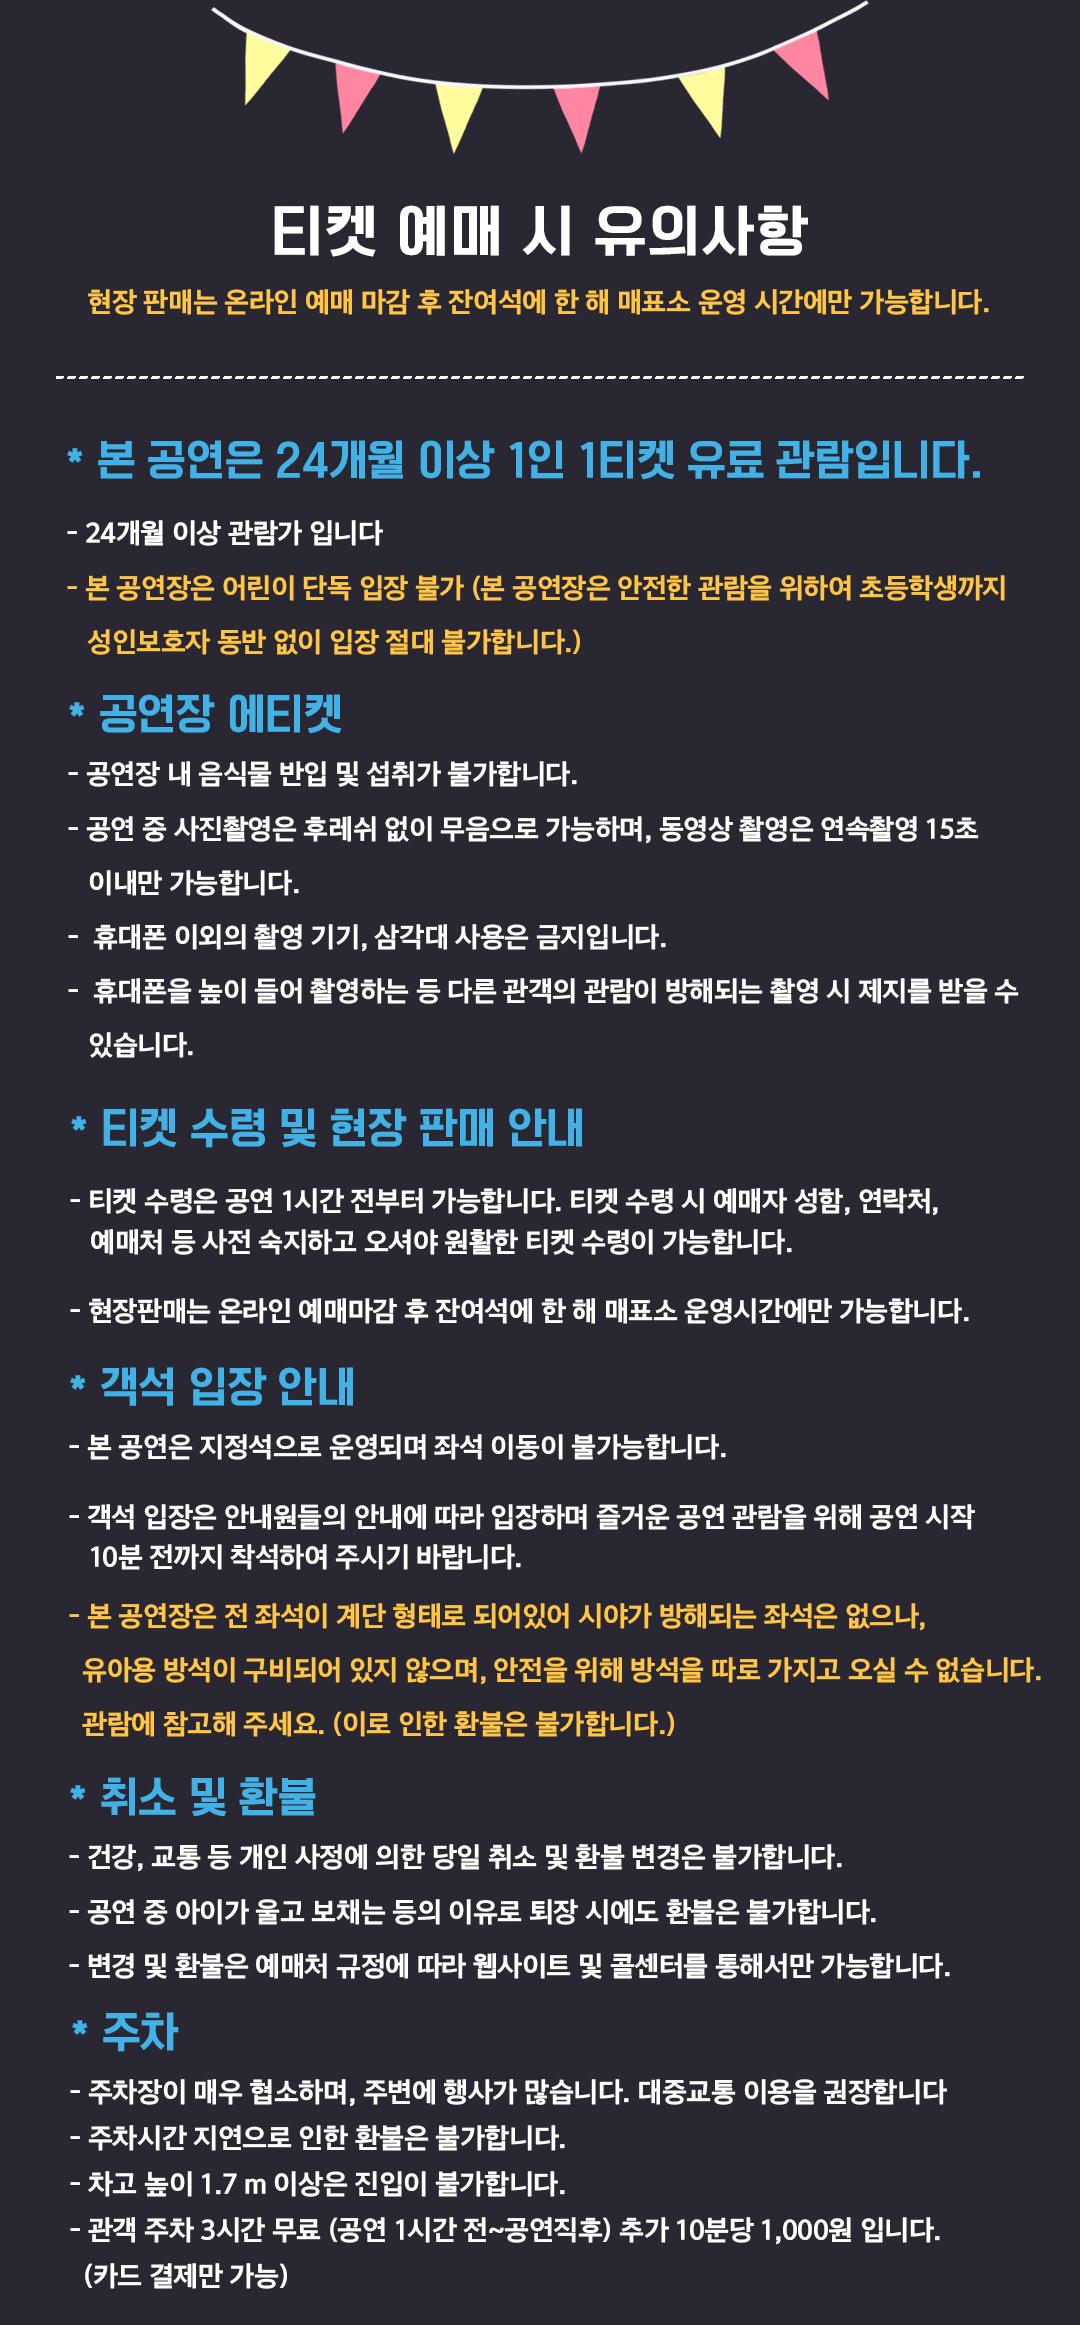 티켓 예매 시 유의사항
현장 판매는 온라인 예매 마감 후 잔여석에 한 해 매표소 운영 시간에만 가능합니다.
* 본 공연은 24개월 이상 1인 1티켓 유료 관람입니다.
- 24개월 이상 관람가 입니다
- 본 공연장은 어린이 단독 입장 불가 (본 공연장은 안전한 관람을 위하여 초등학생까지
성인보호자 동반 없이 입장 절대 불가합니다.)
* 공연장 에티켓
- 공연장 내 음식물 반입 및 섭취가 불가합니다.
- 공연 중 사진촬영은 후레쉬 없이 무음으로 가능하며, 동영상 촬영은 연속촬영 15초
이내만 가능합니다.
- 휴대폰 이외의 촬영 기기, 삼각대 사용은 금지입니다.
- 휴대폰을 높이 들어 촬영하는 등 다른 관객의 관람이 방해되는 촬영 시 제지를 받을 수
있습니다.
* 티켓 수령 및 현장 판매 안내
- 티켓 수령은 공연 1시간 전부터 가능합니다. 티켓 수령 시 예매자 성함, 연락처,
예매처 등 사전 숙지하고 오셔야 원활한 티켓 수령이 가능합니다.
- 현장판매는 온라인 예매마감 후 잔여석에 한 해 매표소 운영시간에만 가능합니다.
* 객석 입장 안내
- 본 공연은 지정석으로 운영되며 좌석 이동이 불가능합니다.
- 객석 입장은 안내원들의 안내에 따라 입장하며 즐거운 공연 관람을 위해 공연 시작
10분 전까지 착석하여 주시기 바랍니다.
- 본 공연장은 전 좌석이 계단 형태로 되어있어 시야가 방해되는 좌석은 없으나,
유아용 방석이 구비되어 있지 않으며, 안전을 위해 방석을 따로 가지고 오실 수 없습니다.
관람에 참고해 주세요. (이로 인한 환불은 불가합니다.)
* 취소 및 환불
- 건강, 교통 등 개인 사정에 의한 당일 취소 및 환불 변경은 불가합니다.
- 공연 중 아이가 울고 보채는 등의 이유로 퇴장 시에도 환불은 불가합니다.
- 변경 및 환불은 예매처 규정에 따라 웹사이트 및 콜센터를 통해서만 가능합니다.
* 주차
- 주차장이 매우 협소하며, 주변에 행사가 많습니다. 대중교통 이용을 권장합니다
- 주차시간 지연으로 인한 환불은 불가합니다.
- 차고 높이 1.7 m 이상은 진입이 불가합니다.
- 관객 주차 3시간 무료 (공연 1시간 전~공연직후) 추가 10분당 1,000원 입니다.
(카드 결제만 가능)